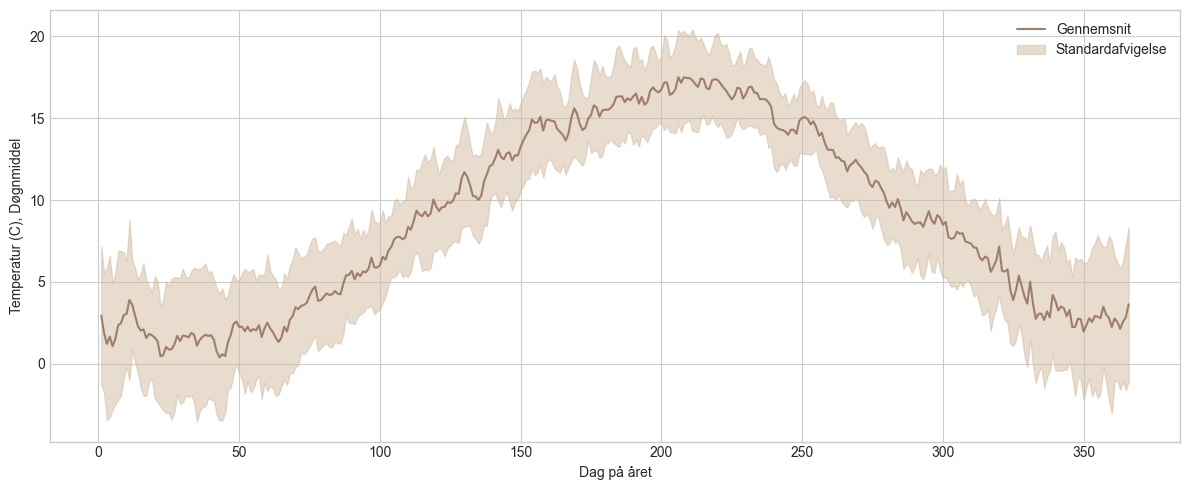 Gennemsnit
Standardafvigelse
20
15
10
5
0
Temperatur (C), Døgnmiddel
0 50 100 150 200 250 300 350
Dag på året